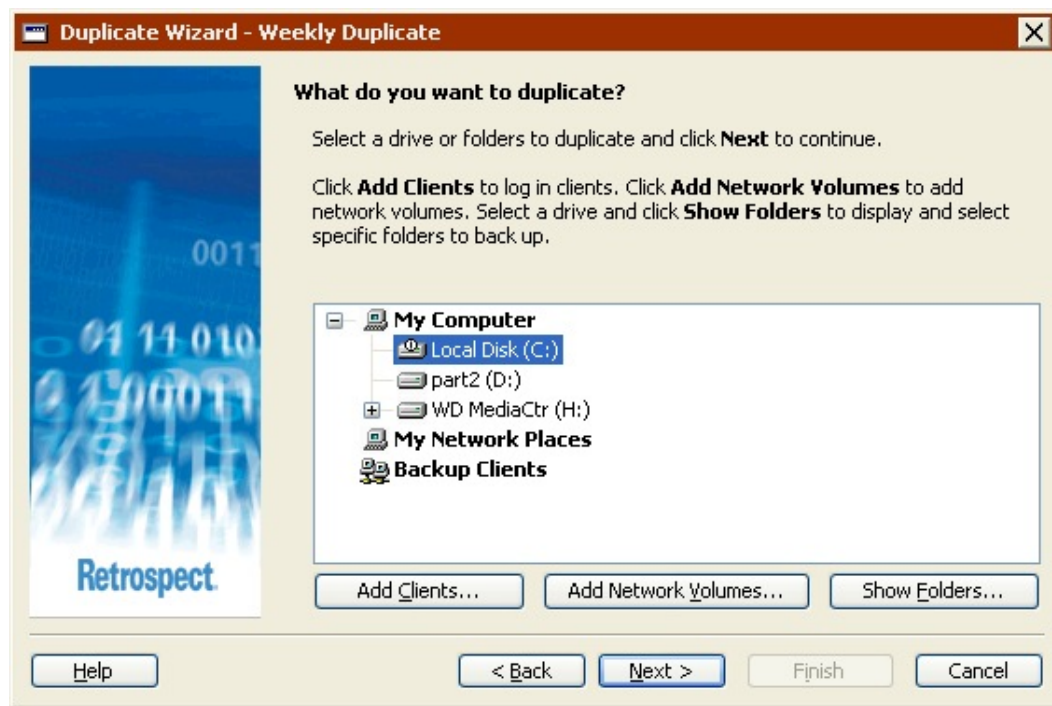 Duplicate Wizard - Weekly Duplicate
What do you want to duplicate?
Select a drive or folders to duplicate and click Next to continue.
Click Add Clients to log in clients. Click Add Network Volumes to add
network volumes. Select a drive and click Show Folders to display and select
specific folders to back up.
0011
01 11 010
My Computer
Local Disk (C:)
part2 (D:)
WD MediaCtr (H:)
My Network Places
Backup Clients
Retrospect.
Add Clients... Add Network Volumes... Show Folders...
Help < Back Next > Finish Cancel